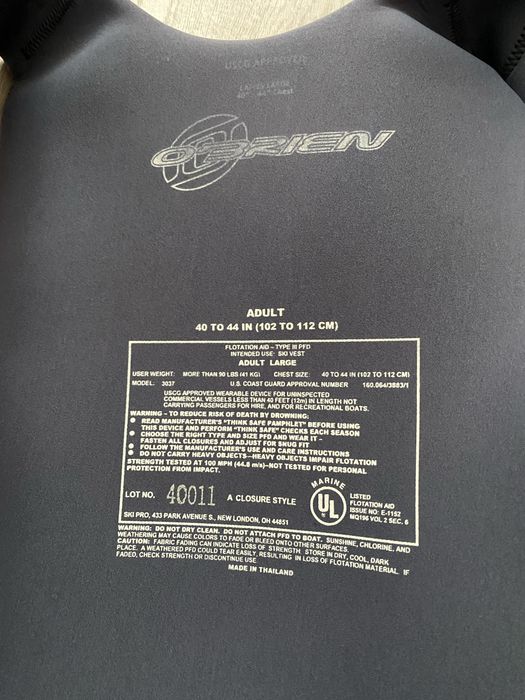 USCG APPROVED
LARGE
40" - 44" Chest
O'BRIEN
ADULT
40 TO 44 IN (102 TO 112 CM)
FLOTATION AID – TYPE III PFD
INTENDED USE: SKI VEST
ADULT LARGE
USER WEIGHT: MORE THAN 90 LBS (41 KG) CHEST SIZE: 40 TO 44 IN (102 TO 112 CM)
MODEL: 3037 U.S. COAST GUARD APPROVAL NUMBER 160.064/3883/1
USCG APPROVED WEARABLE DEVICE FOR UNINSPECTED
COMMERCIAL VESSELS LESS THAN 40 FEET (12m) IN LENGTH NOT
CARRYING PASSENGERS FOR HIRE, AND FOR RECREATIONAL BOATS.
WARNING – TO REDUCE RISK OF DEATH BY DROWNING:
● READ MANUFACTURER'S "THINK SAFE PAMPHLET" BEFORE USING
THIS DEVICE AND PERFORM "THINK SAFE" CHECKS EACH SEASON
● CHOOSE THE RIGHT TYPE AND SIZE PFD AND WEAR IT –
FASTEN ALL CLOSURES AND ADJUST FOR SNUG FIT
● FOLLOW THE MANUFACTURER'S USE AND CARE INSTRUCTIONS
● DO NOT CARRY HEAVY OBJECTS–HEAVY OBJECTS IMPAIR FLOTATION
STRENGTH TESTED AT 100 MPH (44.8 m/s)–NOT TESTED FOR PERSONAL
PROTECTION FROM IMPACT.
LOT NO. 40011 A CLOSURE STYLE
MARINE
UL
LISTED
FLOTATION AID
ISSUE NO: E-1152
MQ196 VOL 2 SEC. 6
SKI PRO, 433 PARK AVENUE S., NEW LONDON, OH 44851
WARNING: DO NOT DRY CLEAN. DO NOT ATTACH PFD TO BOAT. SUNSHINE, CHLORINE, AND
WEATHERING MAY CAUSE COLORS TO FADE OR BLEED ONTO OTHER SURFACES.
CAUTION: FABRIC FADING CAN INDICATE LOSS OF STRENGTH. STORE IN DRY, COOL, DARK
PLACE. A WEATHERED PFD COULD TEAR EASILY, RESULTING IN LOSS OF FLOTATION MATERIAL. IF
FADED, CHECK STRENGTH OR DISCONTINUE USE
MADE IN THAILAND